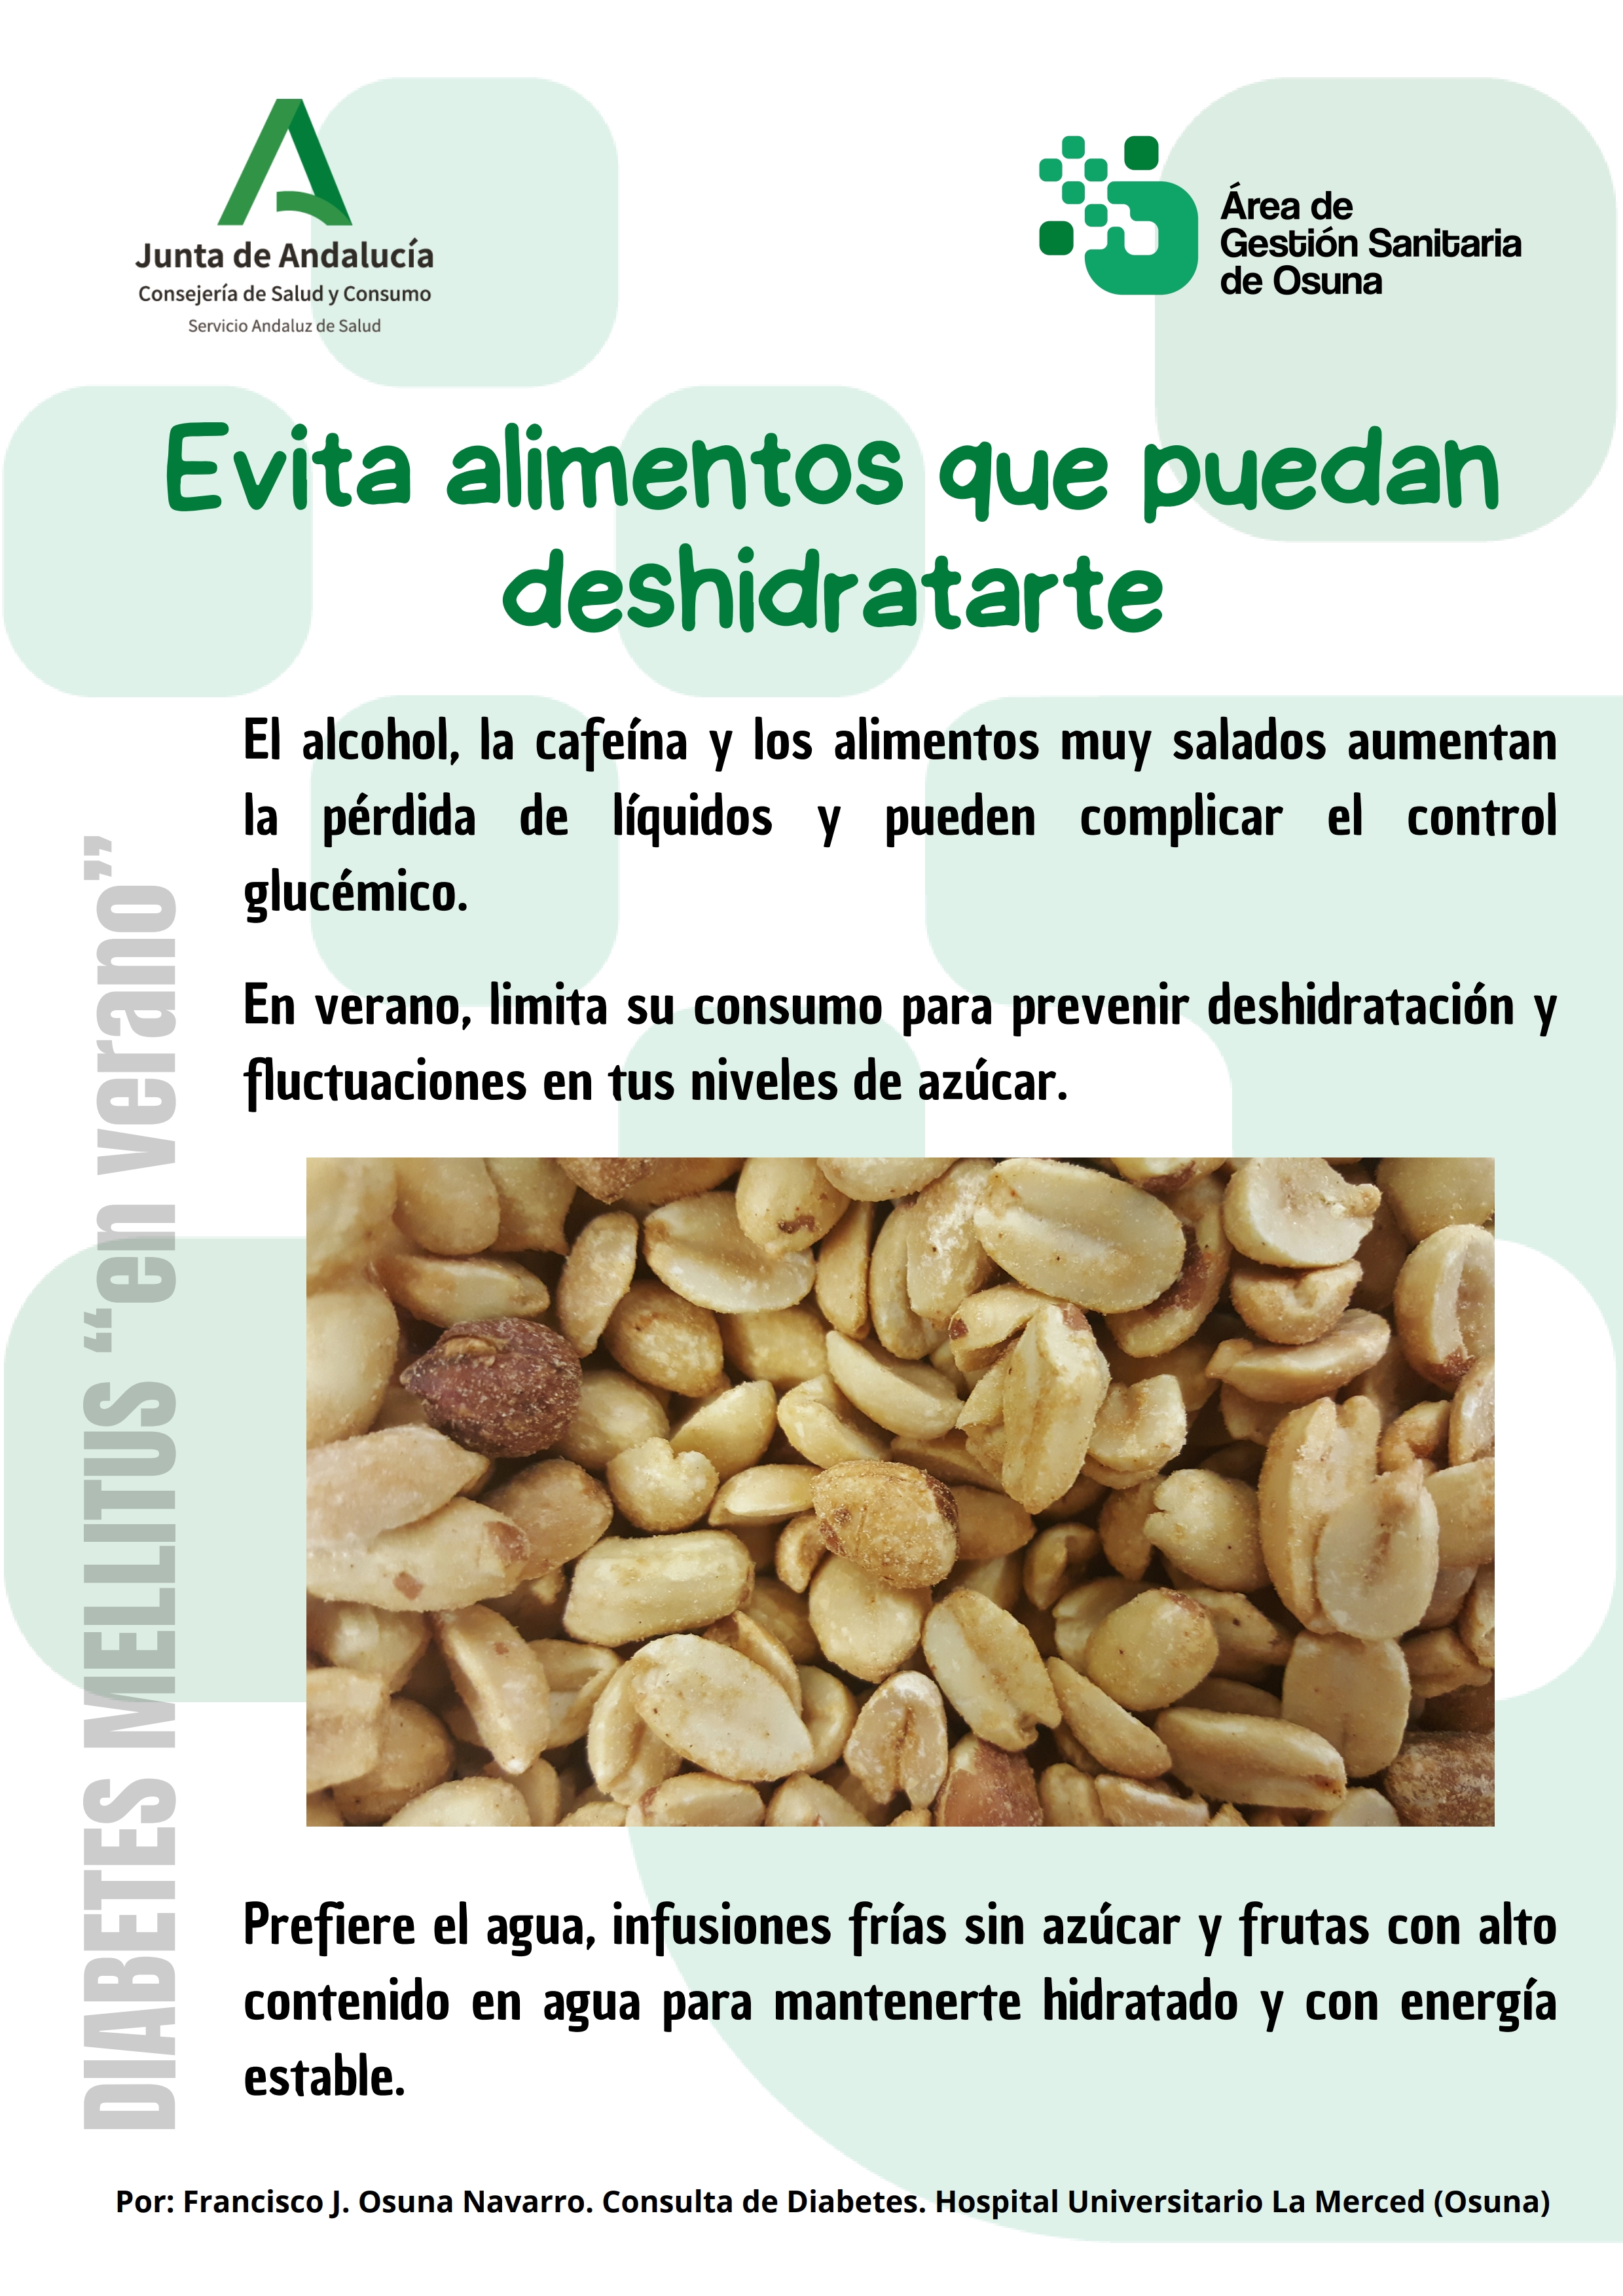 Junta de Andalucía
Consejería de Salud y Consumo
Servicio Andaluz de Salud
Área de
Gestión Sanitaria
de Osuna
Evita alimentos que puedan
deshidratarte
El alcohol, la cafeína y los alimentos muy salados aumentan
la pérdida de líquidos y pueden complicar el control
glucémico.
En verano, limita su consumo para prevenir deshidratación y
fluctuaciones en tus niveles de azúcar.
DIABETES MELLITUS “en verano”
Prefiere el agua, infusiones frías sin azúcar y frutas con alto
contenido en agua para mantenerte hidratado y con energía
estable.
Por: Francisco J. Osuna Navarro. Consulta de Diabetes. Hospital Universitario La Merced (Osuna)